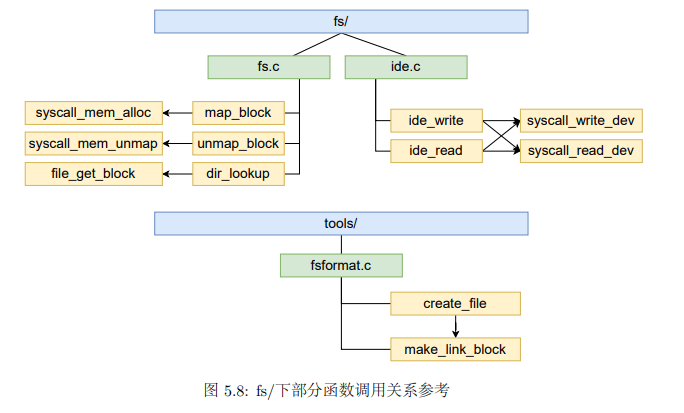 fs/
fs.c
ide.c
syscall_mem_alloc
map_block
ide_write
syscall_write_dev
syscall_mem_unmap
unmap_block
ide_read
syscall_read_dev
file_get_block
dir_lookup
tools/
fsformat.c
create_file
make_link_block
图 5.8: fs/下部分函数调用关系参考